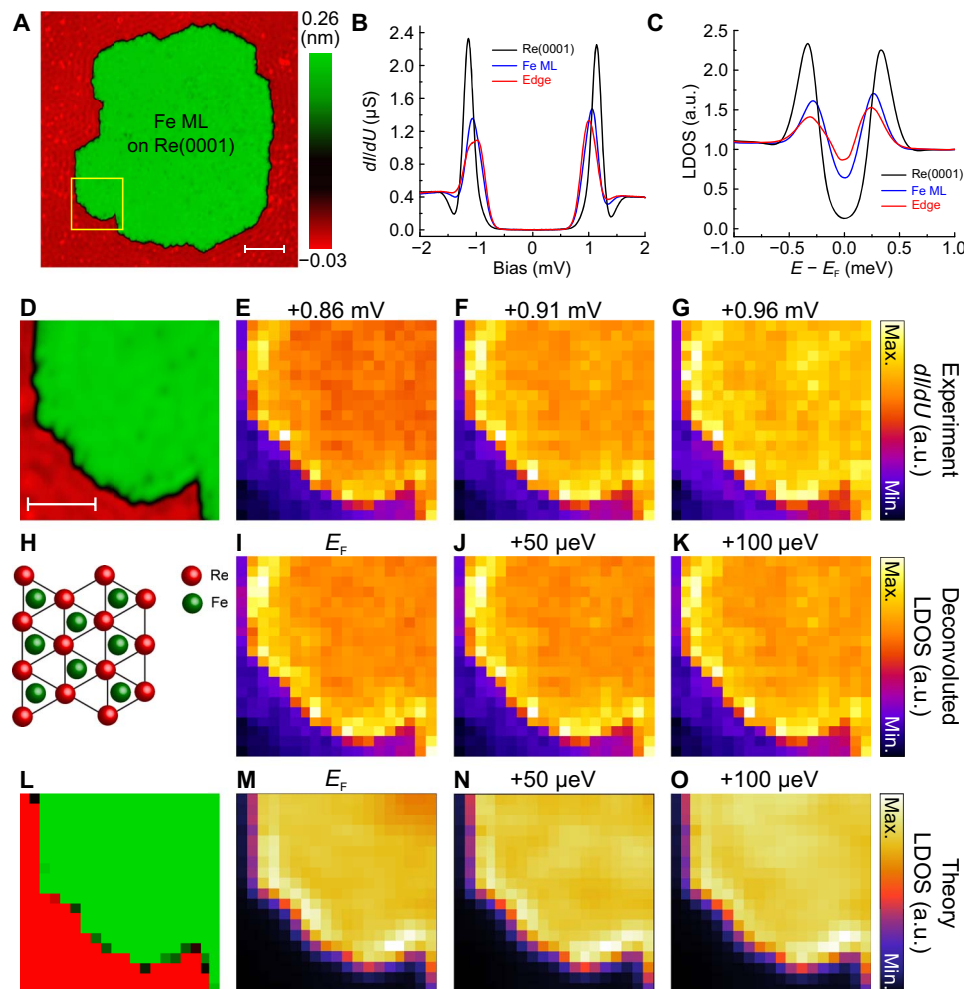 A
Fe ML
on Re(0001)
0.26
(nm)
−0.03
B
dI/dU (μS)
2.8
2.4
2.0
1.6
1.2
0.8
0.4
0.0
−2
−1
0
1
2
Bias (mV)
Re(0001)
Fe ML
Edge
C
LDOS (a.u.)
2.5
2.0
1.5
1.0
0.5
0.0
−1.0
−0.5
0.0
0.5
1.0
E − EF (meV)
Re(0001)
Fe ML
Edge
D
E
+0.86 mV
F
+0.91 mV
G
+0.96 mV
Max.
Min.
Experiment
dI/dU (a.u.)
H
Re
Fe
I
EF
J
+50 μeV
K
+100 μeV
Max.
Min.
Deconvoluted
LDOS (a.u.)
L
M
EF
N
+50 μeV
O
+100 μeV
Max.
Min.
Theory
LDOS (a.u.)